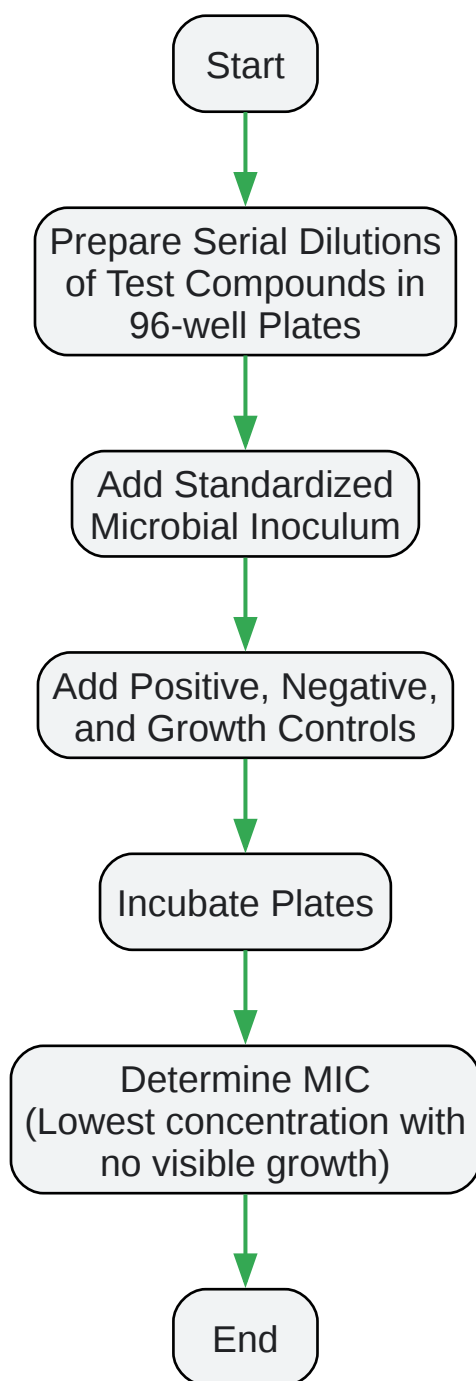 Start
Prepare Serial Dilutions
of Test Compounds in
96-well Plates
Add Standardized
Microbial Inoculum
Add Positive, Negative,
and Growth Controls
Incubate Plates
Determine MIC
(Lowest concentration with
no visible growth)
End